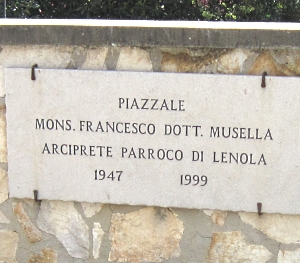 PIAZZALE
MONS. FRANCESCO DOTT. MUSELLA
ARCIPRETE PARROCO DI LENOLA
1947 1999